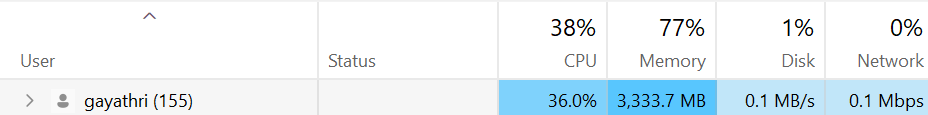 38% 77% 1% 0%
User Status CPU Memory Disk Network
gayathri (155) 36.0% 3,333.7 MB 0.1 MB/s 0.1 Mbps